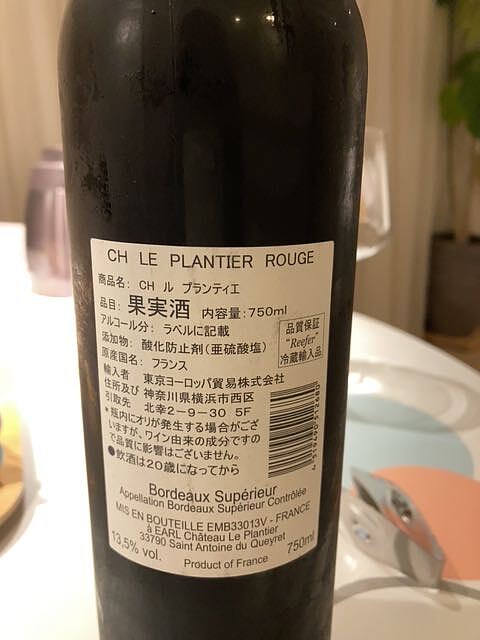 CH LE PLANTIER ROUGE
商品名: CH ル プランティエ
品目: 果実酒 内容量:750ml
アルコール分: ラベルに記載
添加物: 酸化防止剤(亜硫酸塩)
原産国名: フランス
品質保証
"Reefer"
冷蔵輸入品
輸入者 東京ヨーロッパ貿易株式会社
住所及び 神奈川県横浜市西区
引取先 北幸2-9-30 5F
*瓶内にオリが発生する場合がござ
いますが、ワイン由来の成分ですの
で品質に影響はございません。
●飲酒は20歳になってから
Bordeaux Supérieur
Appellation Bordeaux Supérieur Contrôlée
MIS EN BOUTEILLE EMB33013V - FRANCE
à EARL Château Le Plantier
33790 Saint Antoine du Queyret
13,5% vol.
750ml
Product of France